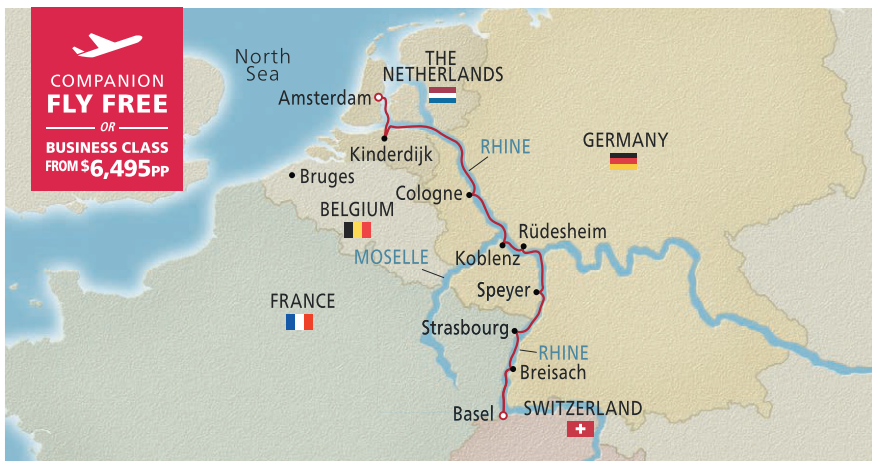 COMPANION
FLY FREE
OR
BUSINESS CLASS
FROM $6,495PP
North
Sea
THE
NETHERLANDS
Amsterdam
Kinderdijk
RHINE
GERMANY
Bruges
Cologne
BELGIUM
Rüdesheim
MOSELLE
Koblenz
Speyer
FRANCE
Strasbourg
RHINE
Breisach
Basel
SWITZERLAND